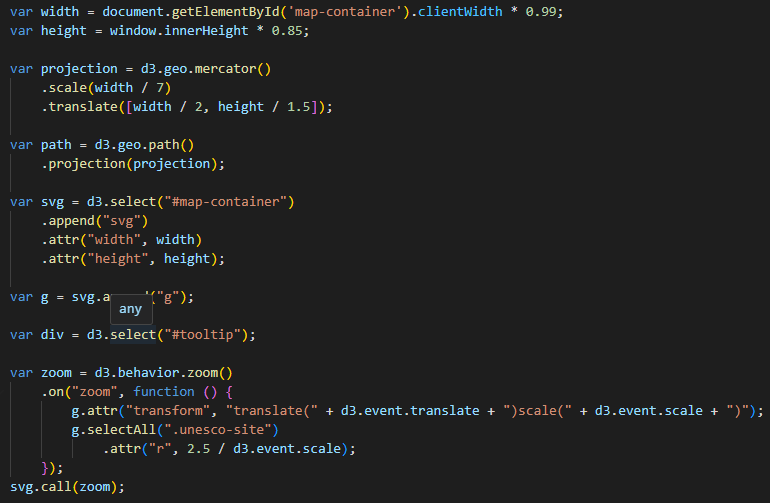 var width = document.getElementById('map-container').clientWidth * 0.99;
var height = window.innerHeight * 0.85;
var projection = d3.geo.mercator()
.scale(width / 7)
.translate([width / 2, height / 1.5]);
var path = d3.geo.path()
.projection(projection);
var svg = d3.select("#map-container")
.append("svg")
.attr("width", width)
.attr("height", height);
var g = svg. ("g");
any
var div = d3.select("#tooltip");
var zoom = d3.behavior.zoom()
.on("zoom", function () {
g.attr("transform", "translate(" + d3.event.translate + ")scale(" + d3.event.scale + ")");
g.selectAll(".unesco-site")
.attr("r", 2.5 / d3.event.scale);
});
svg.call(zoom);